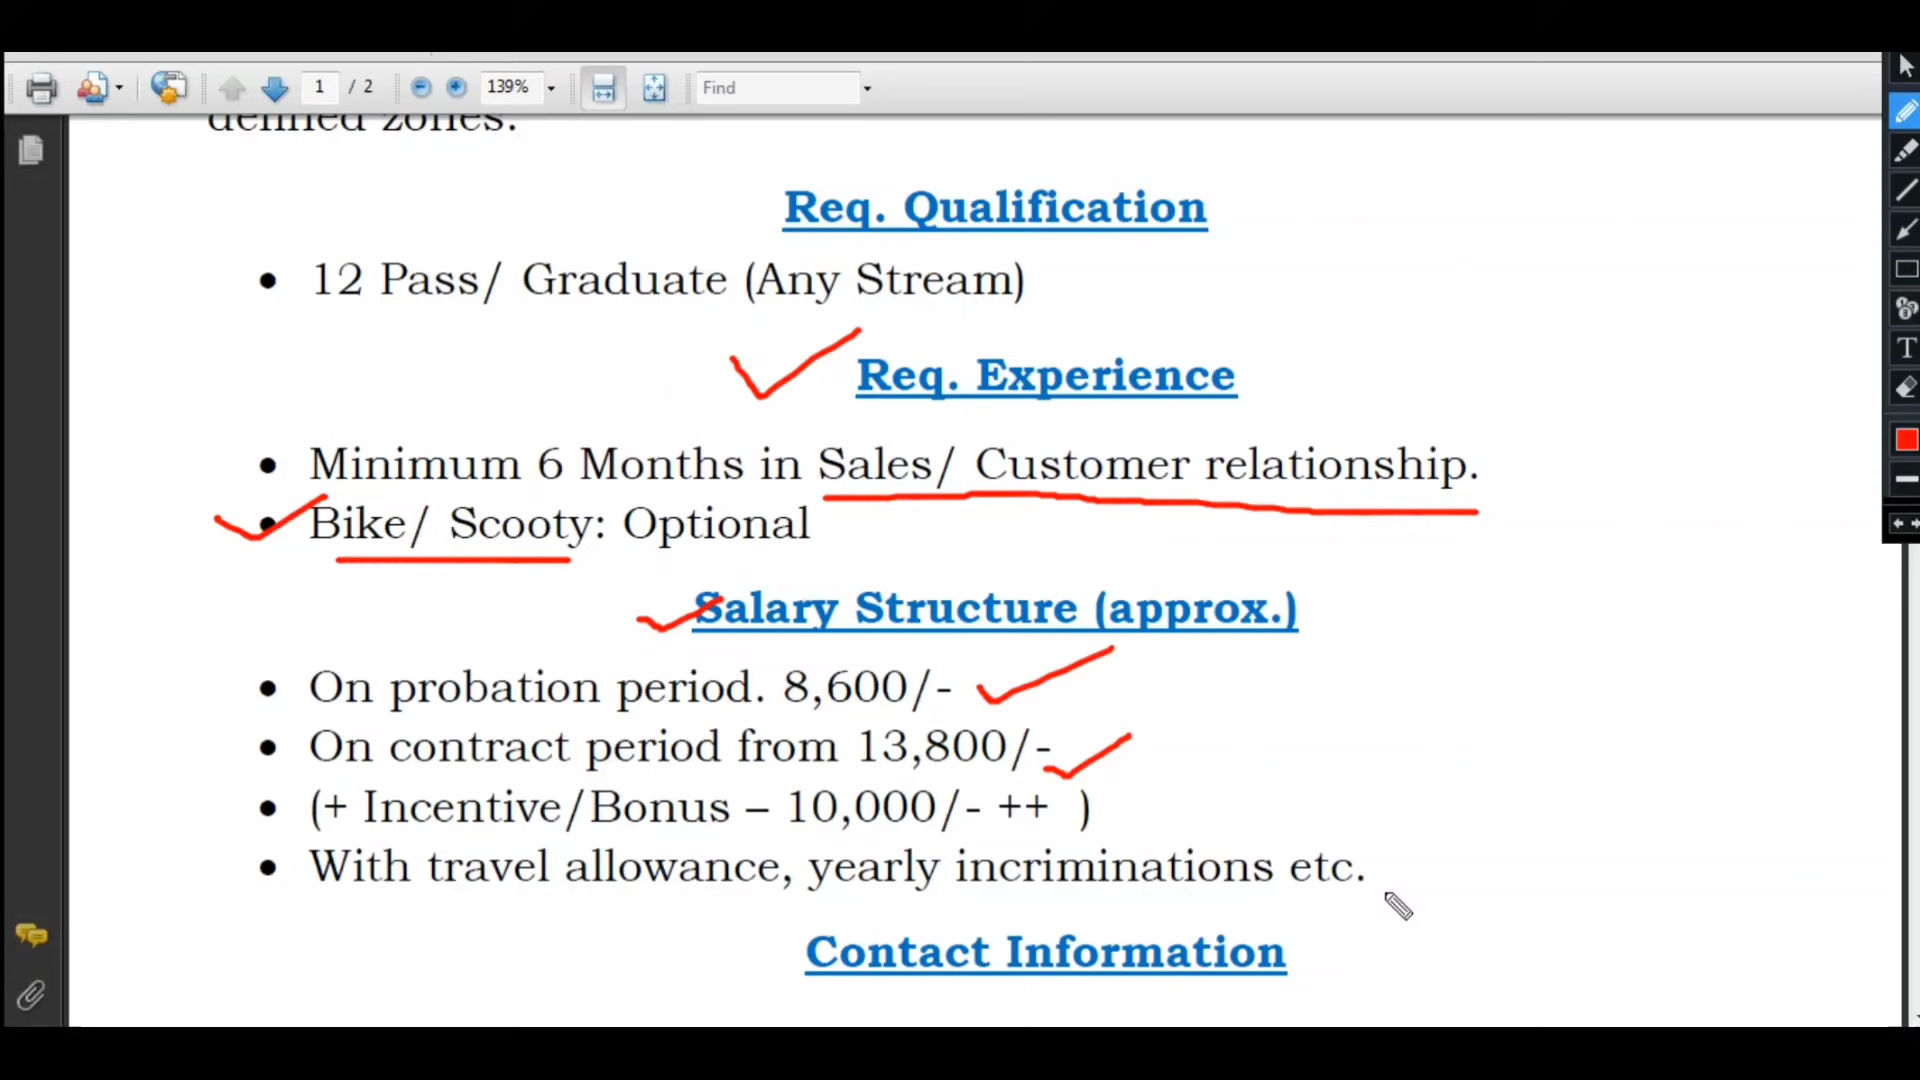 1 / 2
139%
Find
defined zones.
Req. Qualification
• 12 Pass/ Graduate (Any Stream)
Req. Experience
• Minimum 6 Months in Sales/ Customer relationship.
• Bike/ Scooty: Optional
Salary Structure (approx.)
• On probation period. 8,600/-
• On contract period from 13,800/-
• (+ Incentive/Bonus – 10,000/- ++ )
• With travel allowance, yearly incriminations etc.
Contact Information
T